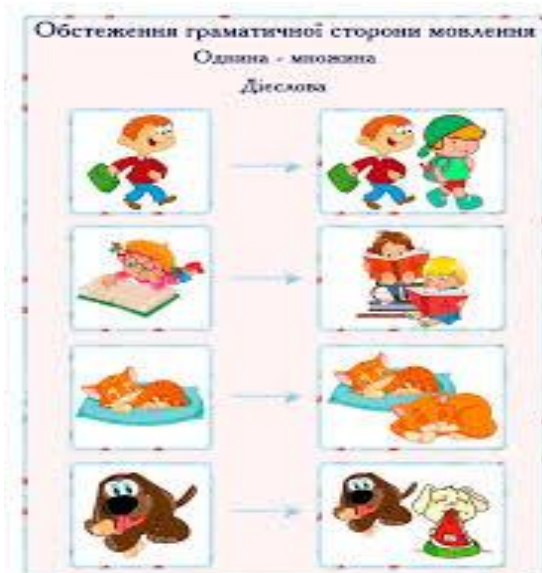 Обстеження граматичної сторони мовлення
Однина - множина
Дієслова